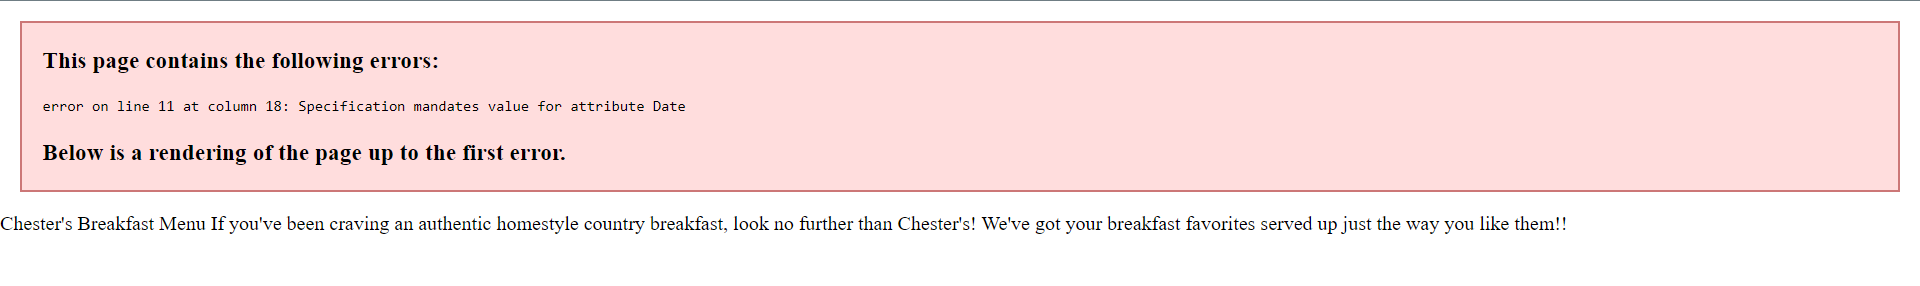 This page contains the following errors:
error on line 11 at column 18: Specification mandates value for attribute Date
Below is a rendering of the page up to the first error.
Chester's Breakfast Menu If you've been craving an authentic homestyle country breakfast, look no further than Chester's! We've got your breakfast favorites served up just the way you like them!!